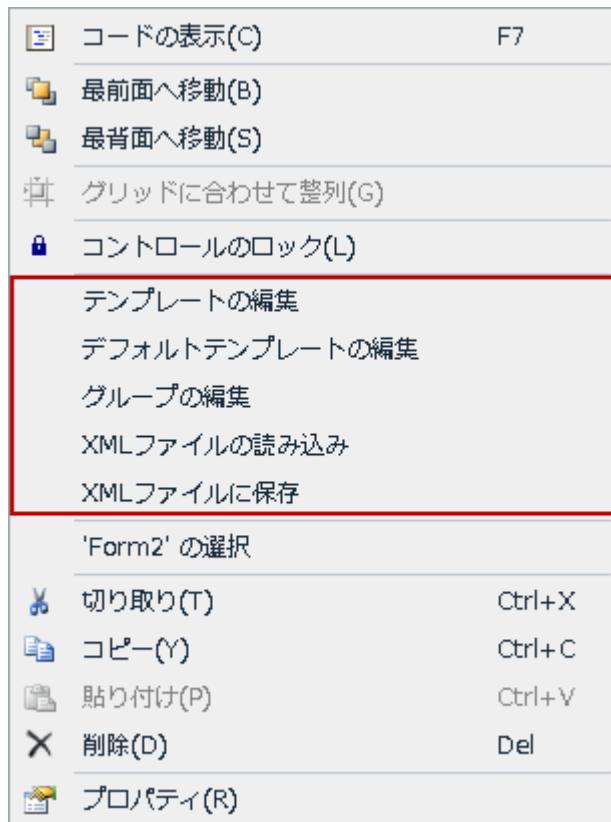 コードの表示(C) F7
最前面へ移動(B)
最背面へ移動(S)
グリッドに合わせて整列(G)
コントロールのロック(L)
テンプレートの編集
デフォルトテンプレートの編集
グループの編集
XMLファイルの読み込み
XMLファイルに保存
'Form2' の選択
切り取り(T) Ctrl+X
コピー(Y) Ctrl+C
貼り付け(P) Ctrl+V
削除(D) Del
プロパティ(R)